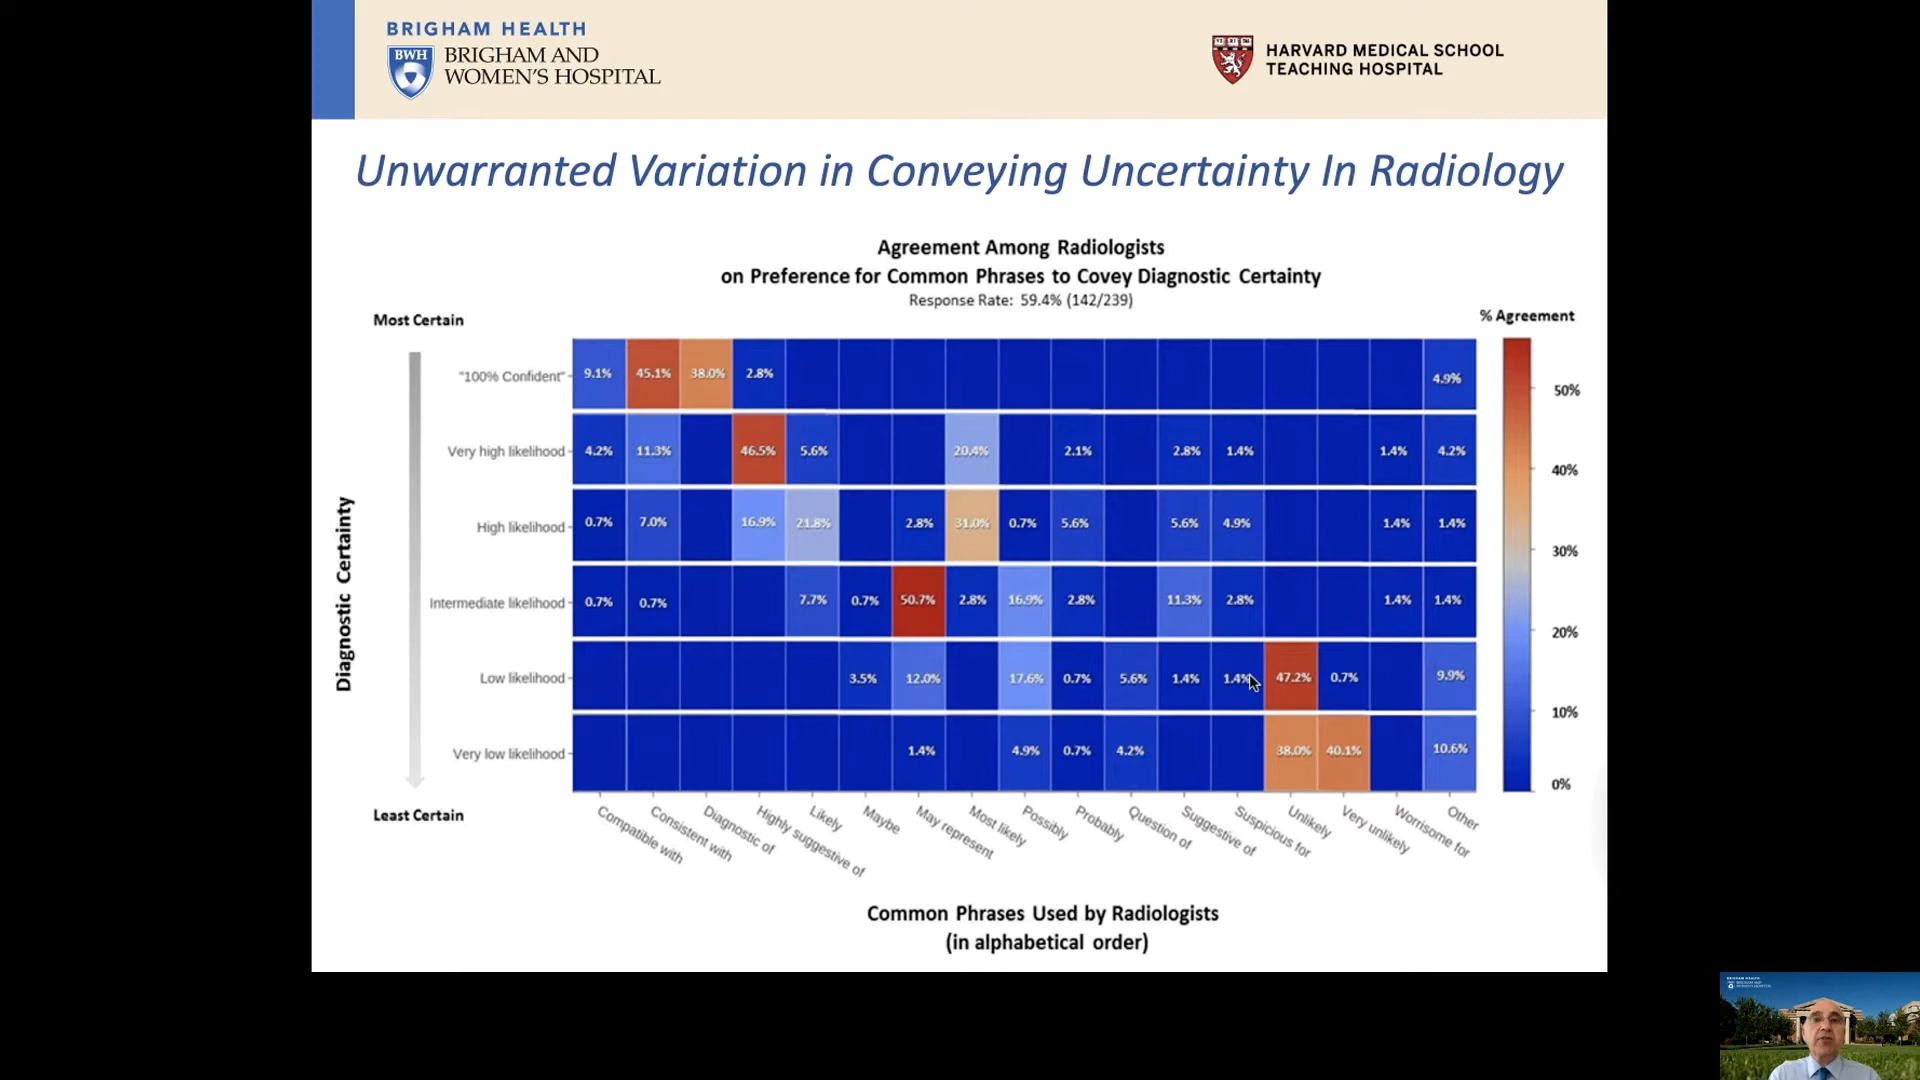 BRIGHAM HEALTH
BWH
BRIGHAM AND
WOMEN'S HOSPITAL
HARVARD MEDICAL SCHOOL
TEACHING HOSPITAL
Unwarranted Variation in Conveying Uncertainty In Radiology
Agreement Among Radiologists
on Preference for Common Phrases to Covey Diagnostic Certainty
Response Rate: 59.4% (142/239)
Most Certain
% Agreement
"100% Confident" 9.1% 45.1% 38.0% 2.8% 4.9%
Very high likelihood 4.2% 11.3% 46.5% 5.6% 20.4% 2.1% 2.8% 1.4% 1.4% 4.2%
High likelihood 0.7% 7.0% 16.9% 21.8% 2.8% 31.0% 0.7% 5.6% 5.6% 4.9% 1.4% 1.4%
Intermediate likelihood 0.7% 0.7% 7.7% 0.7% 50.7% 2.8% 16.9% 2.8% 11.3% 2.8% 1.4% 1.4%
Low likelihood 3.5% 12.0% 17.6% 0.7% 5.6% 1.4% 1.4% 47.2% 0.7% 9.9%
Very low likelihood 1.4% 4.9% 0.7% 4.2% 38.0% 40.1% 10.6%
50%
40%
30%
20%
10%
0%
Diagnostic Certainty
Least Certain
Compatible with
Consistent with
Diagnostic of
Highly suggestive of
Likely
Maybe
May represent
Most likely
Possibly
Probably
Question of
Suggestive of
Suspicious for
Unlikely
Very unlikely
Worrisome for
Other
Common Phrases Used by Radiologists
(in alphabetical order)
BRIGHAM HEALTH
BRIGHAM AND
WOMEN'S HOSPITAL